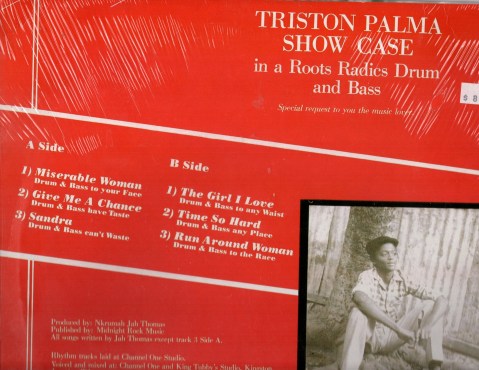 TRISTON PALMA
SHOW CASE
in a Roots Radics Drum
and Bass
Special request to you the music lover
$ 8
A Side
1) Miserable Woman
Drum & Bass to your Face
2) Give Me A Chance
Drum & Bass have Taste
3) Sandra
Drum & Bass can't Waste
B Side
1) The Girl I Love
Drum & Bass to any Waist
2) Time So Hard
Drum & Bass any Place
3) Run Around Woman
Drum & Bass to the Race
Produced by: Nkrumah Jah Thomas
Published by: Midnight Rock Music
All songs written by Jah Thomas except track 3 Side A.
Rhythm tracks laid at Channel One Studio.
Voiced and mixed at: Channel One and King Tubby's Studio, Kingston